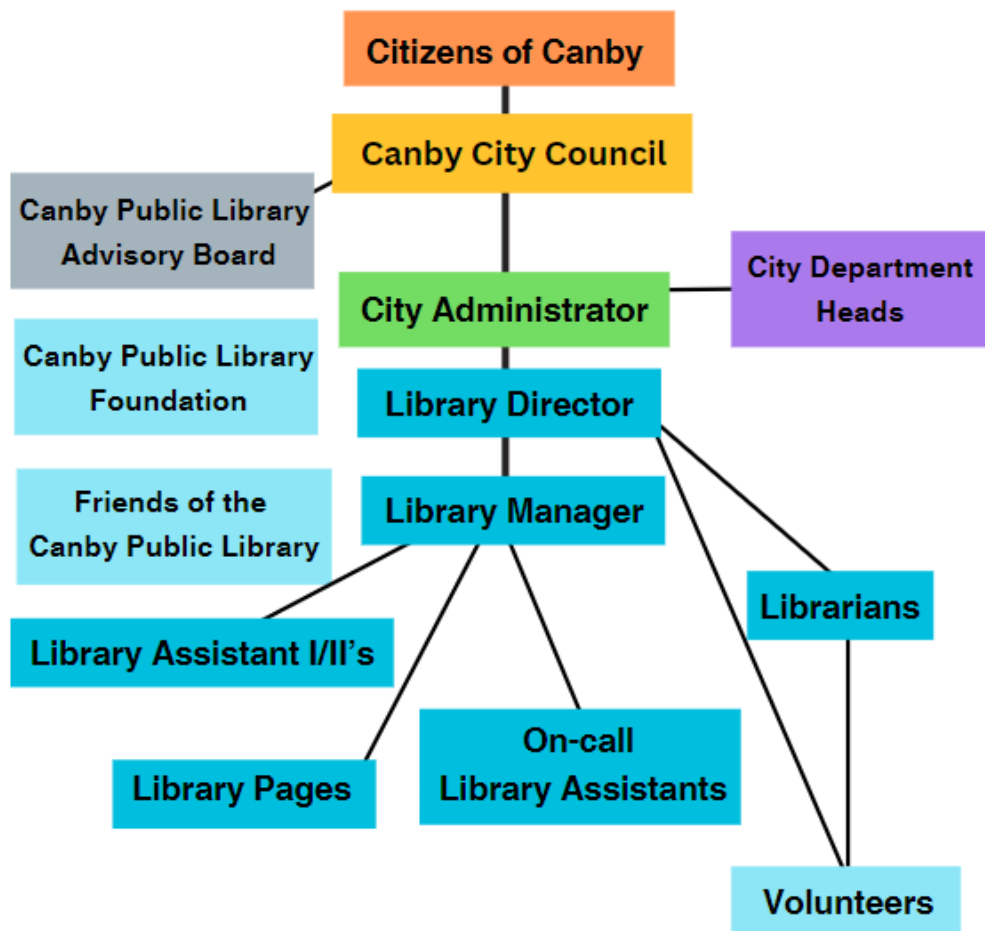 Citizens of Canby
Canby City Council
Canby Public Library
Advisory Board
City Department
Heads
City Administrator
Canby Public Library
Foundation
Library Director
Friends of the
Canby Public Library
Library Manager
Librarians
Library Assistant I/II’s
On-call
Library Assistants
Library Pages
Volunteers